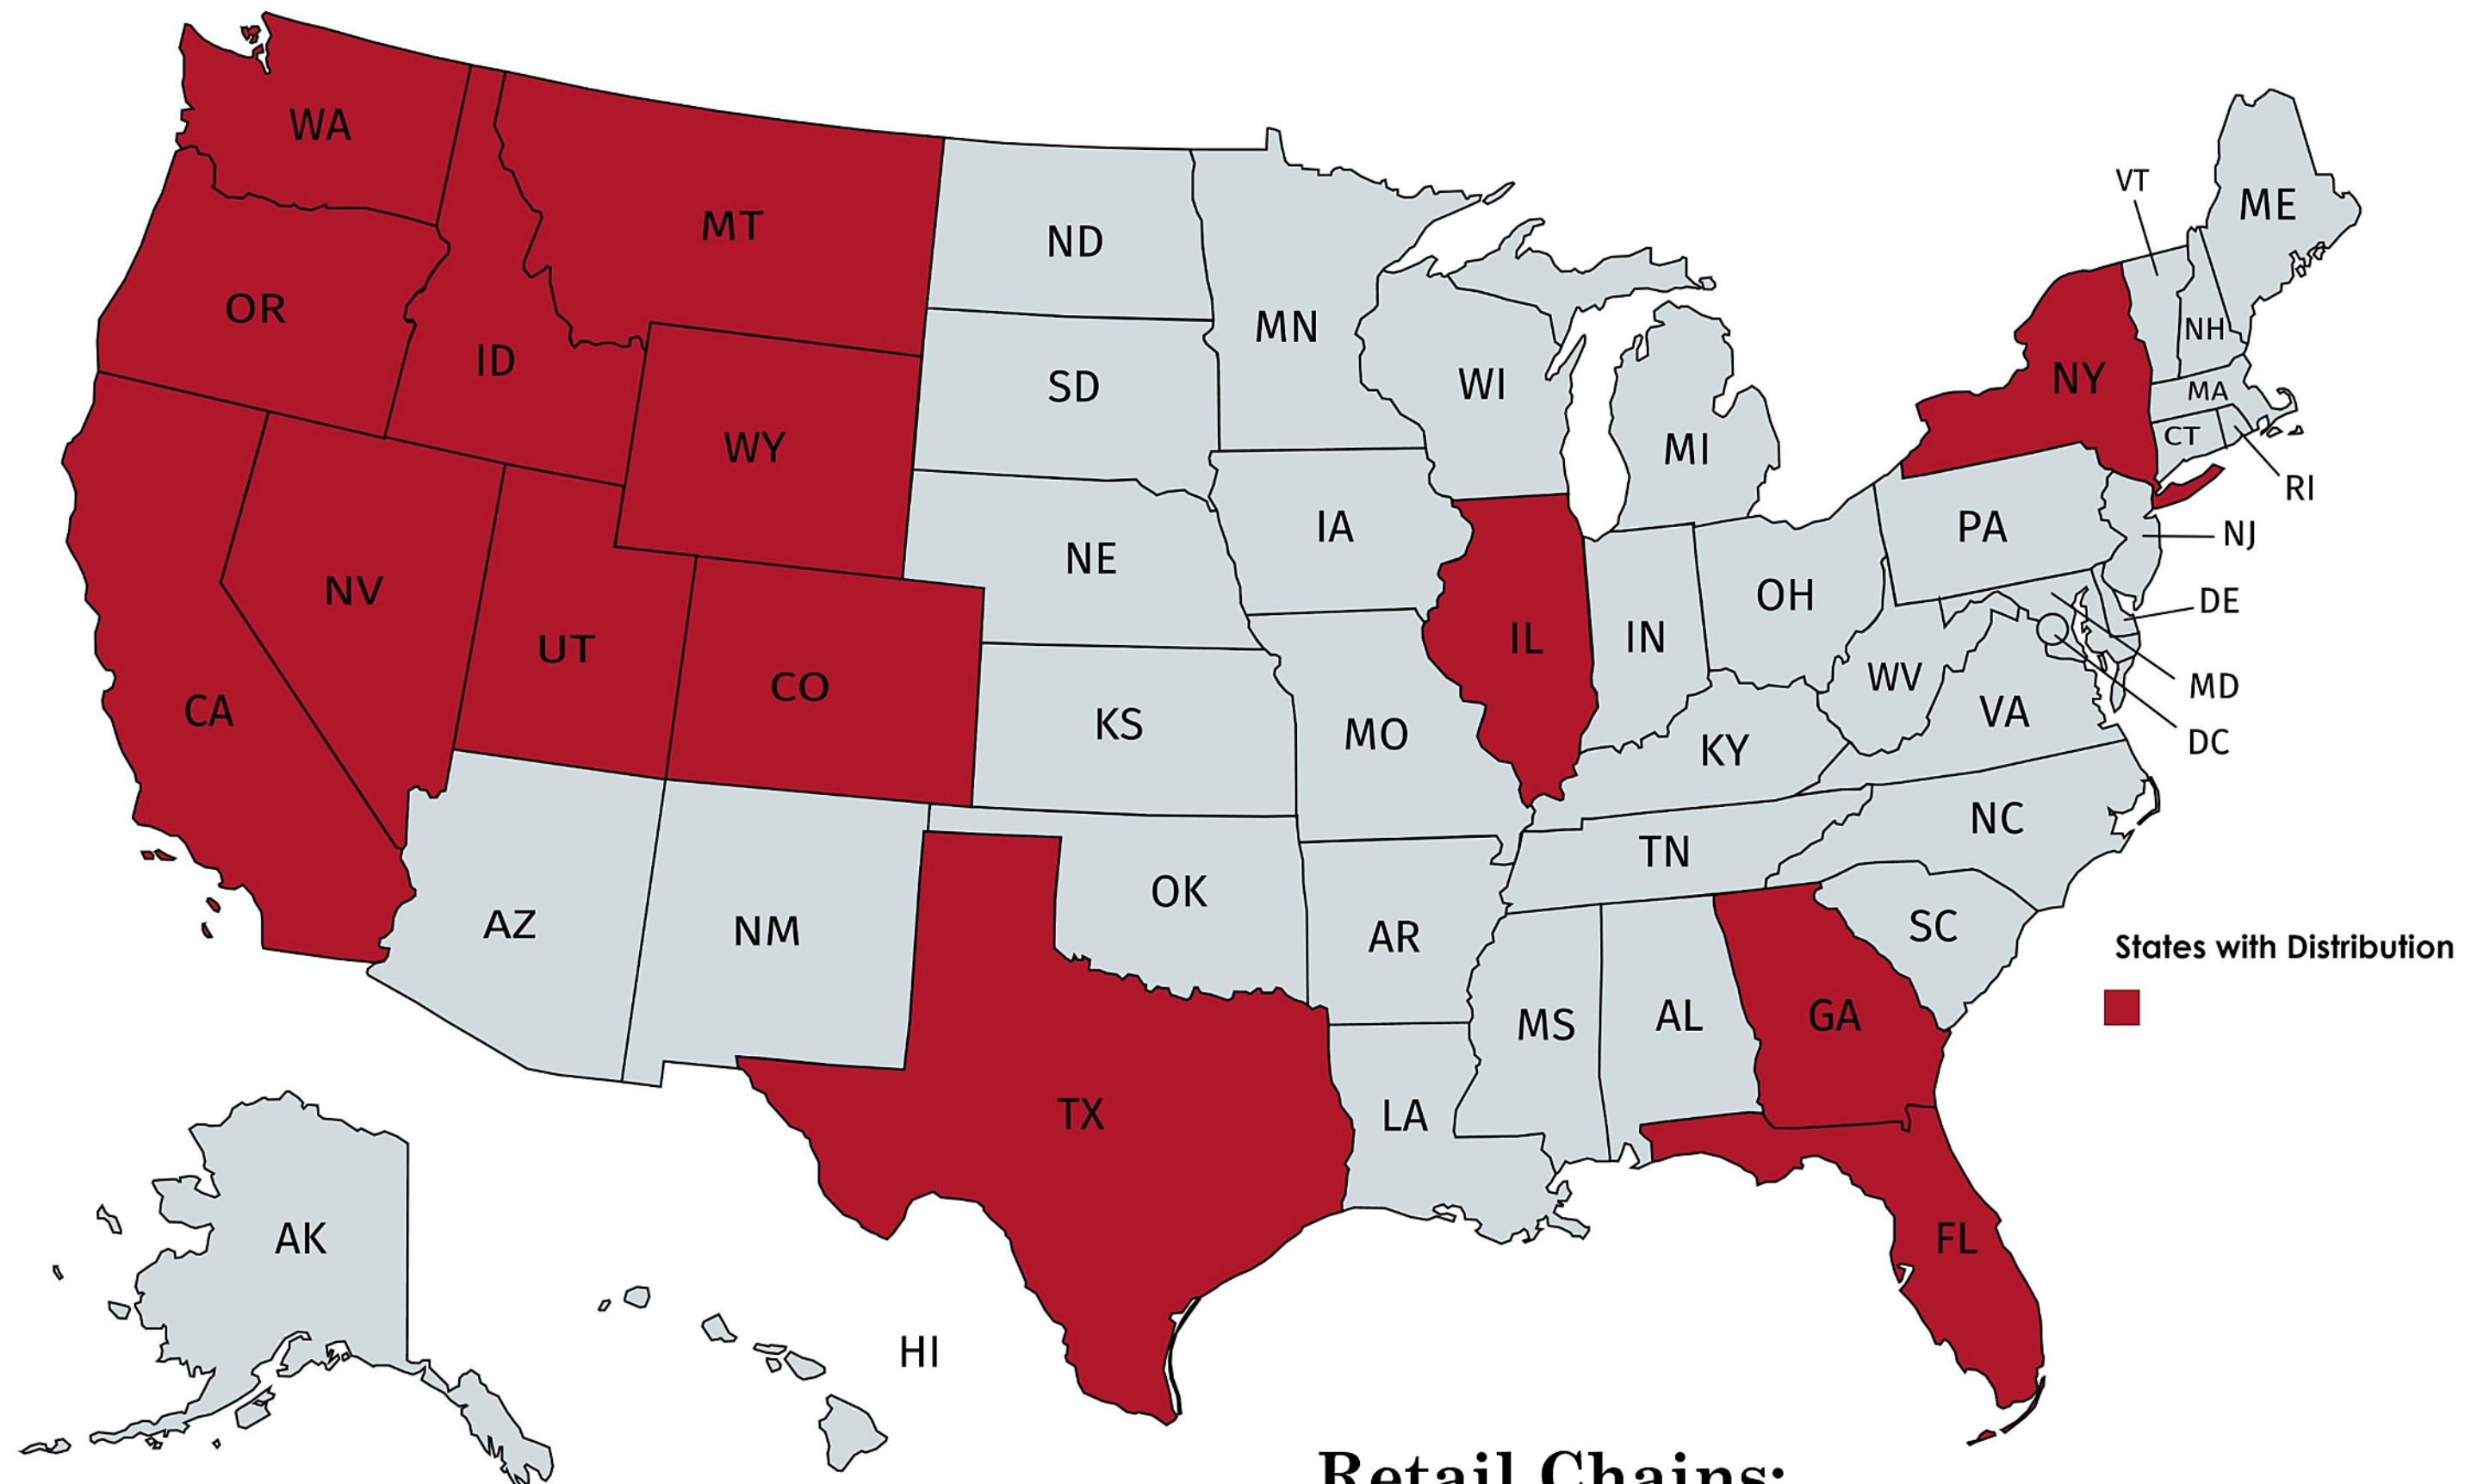 WA
MT
ND
MN
VT
ME
OR
ID
SD
WI
MI
NH
NY
MA
WY
CT
RI
NE
IA
PA
NJ
NV
UT
CO
IL
IN
OH
DE
CA
KS
MO
WV
VA
MD
KY
DC
AZ
NM
OK
AR
TN
NC
SC
States with Distribution
TX
LA
MS
AL
GA
AK
HI
FL
Retail Chains: